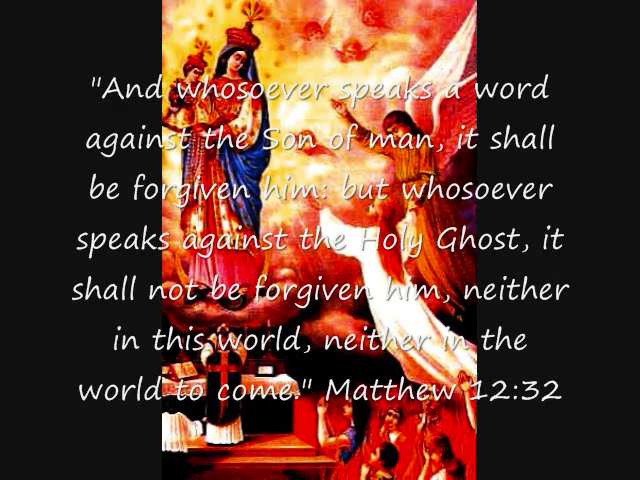 "And whosoever speaks a word
against the Son of man, it shall
be forgiven him: but whosoever
speaks against the Holy Ghost, it
shall not be forgiven him, neither
in this world, neither in the
world to come." Matthew 12:32